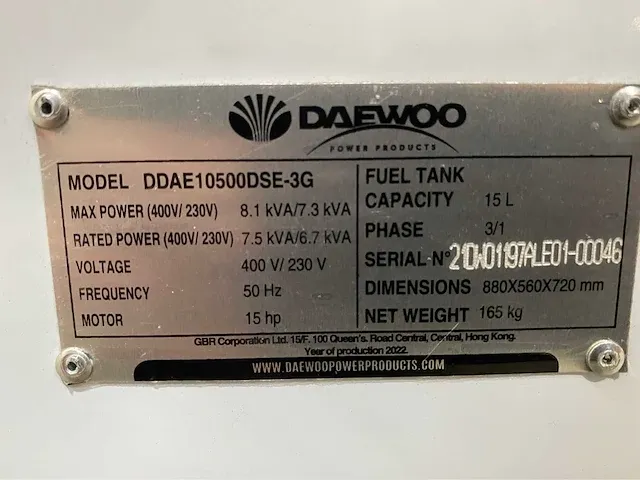 DAEWOO
POWER PRODUCTS
MODEL DDAE10500DSE-3G
MAX POWER (400V/ 230V) 8.1 kVA/7.3 kVA
RATED POWER (400V/ 230V) 7.5 kVA/6.7 kVA
VOLTAGE 400 V/ 230 V
FREQUENCY 50 Hz
MOTOR 15 hp
FUEL TANK
CAPACITY 15 L
PHASE 3/1
SERIAL N° 21DW01197ALE01-00046
DIMENSIONS 880X560X720 mm
NET WEIGHT 165 kg
GBR Corporation Ltd. 15/F. 100 Queen's. Road Central, Central, Hong Kong.
Year of production 2022.
WWW.DAEWOOPOWERPRODUCTS.COM